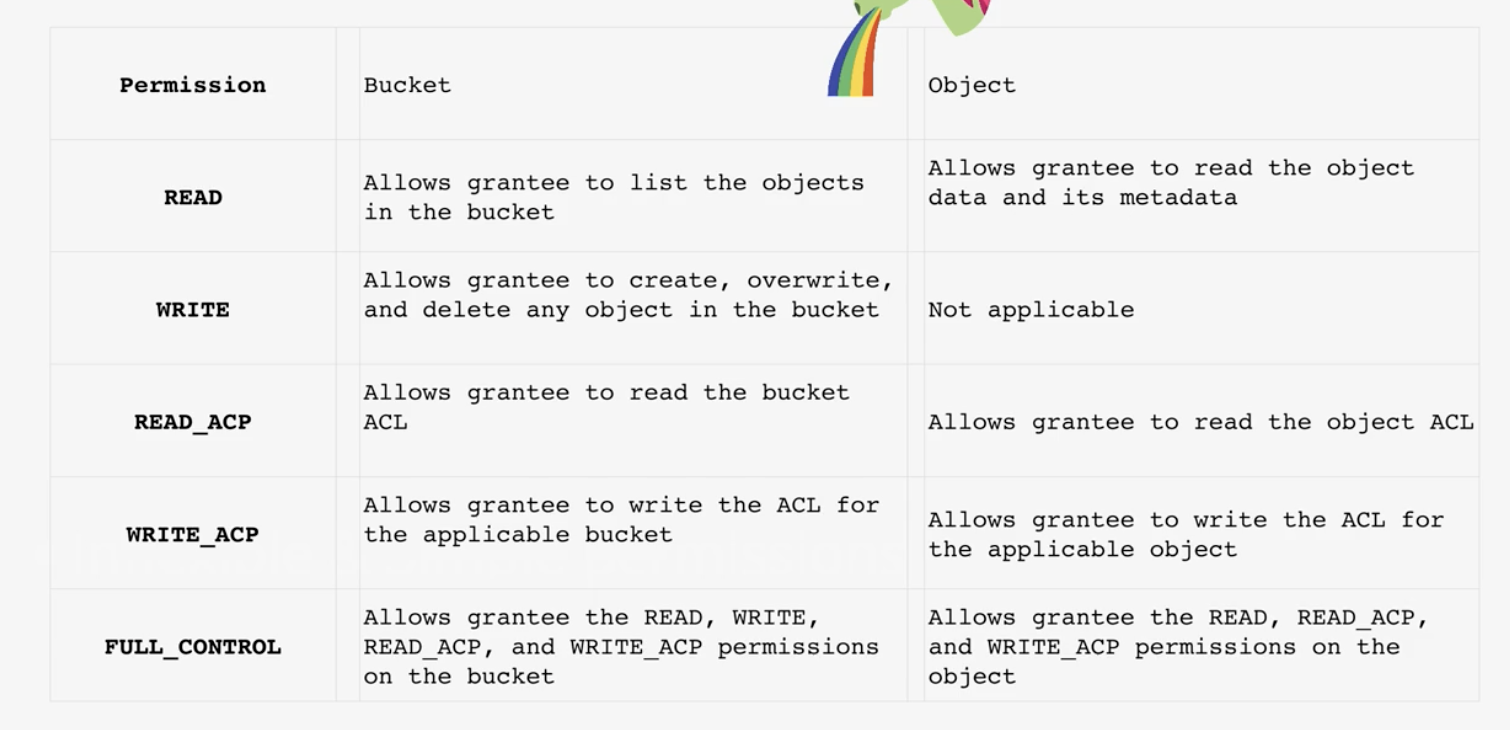 Permission
Bucket
Object
READ
Allows grantee to list the objects
in the bucket
Allows grantee to read the object
data and its metadata
WRITE
Allows grantee to create, overwrite,
and delete any object in the bucket
Not applicable
READ_ACP
Allows grantee to read the bucket
ACL
Allows grantee to read the object ACL
WRITE_ACP
Allows grantee to write the ACL for
the applicable bucket
Allows grantee to write the ACL for
the applicable object
FULL_CONTROL
Allows grantee the READ, WRITE,
READ_ACP, and WRITE_ACP permissions
on the bucket
Allows grantee the READ, READ_ACP,
and WRITE_ACP permissions on the
object